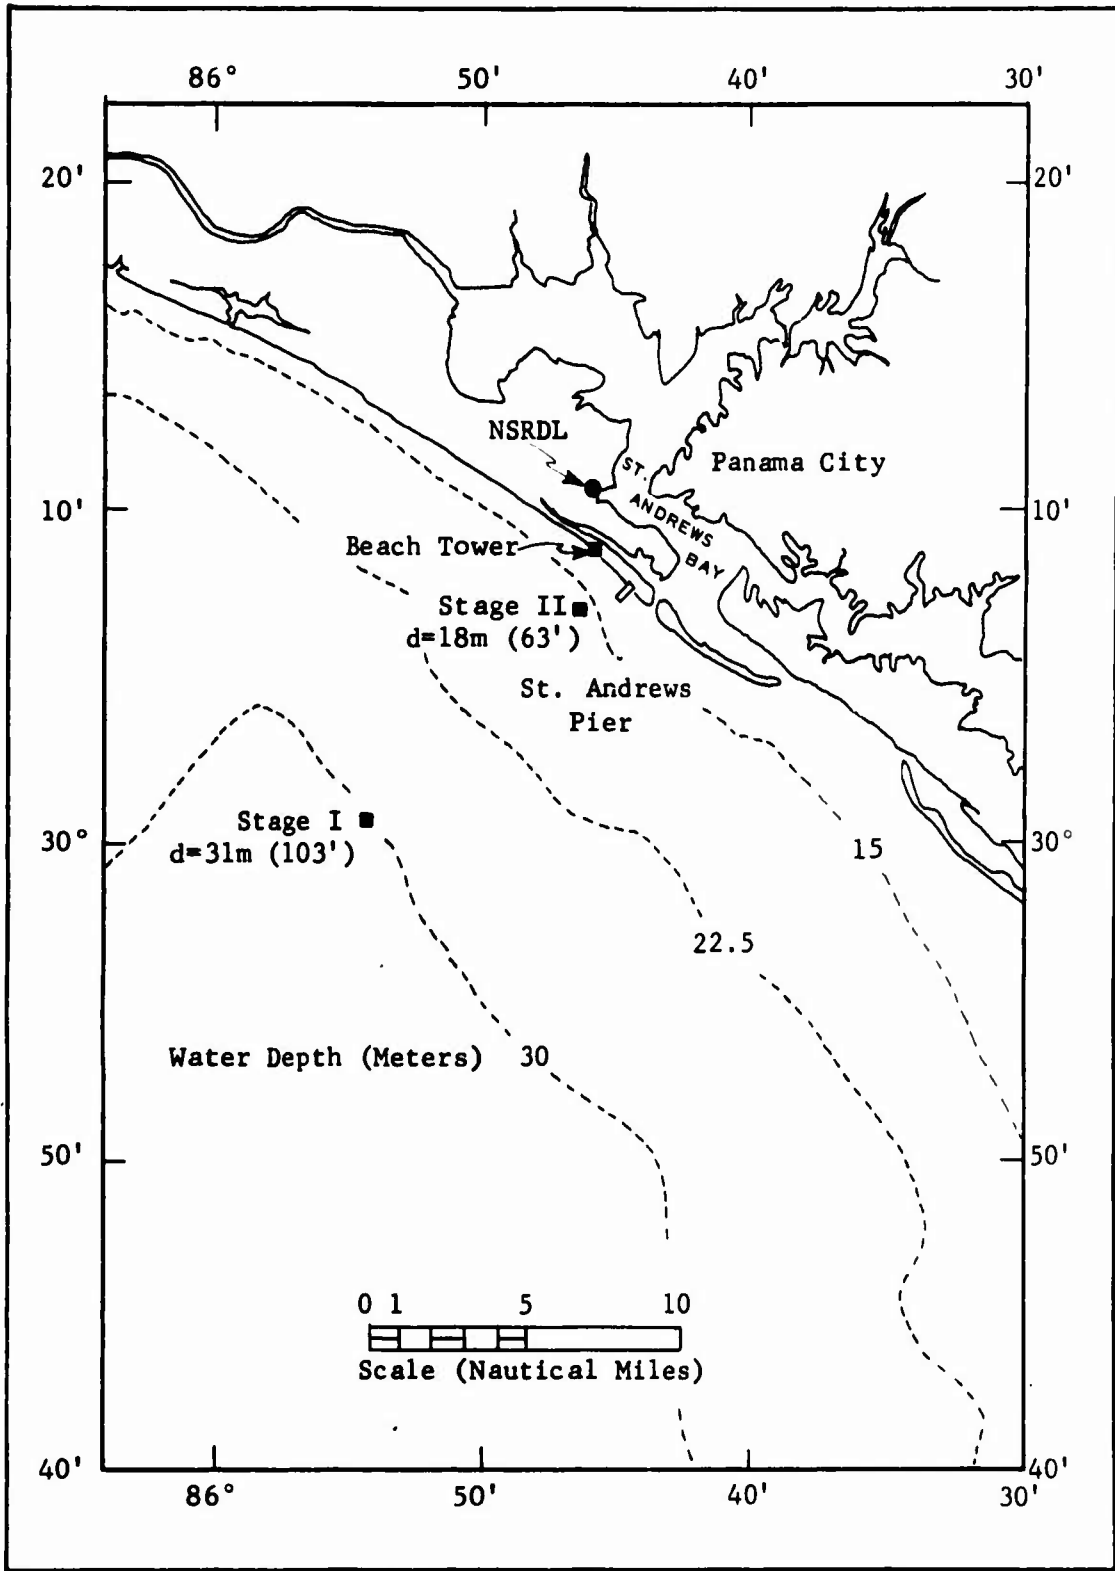 86° 50' 40' 30'
20' 20'
NSRDL
Panama City
ST. ANDREWS BAY
10' 10'
Beach Tower
Stage II
d=18m (63')
St. Andrews
Pier
Stage I
d=31m (103')
30° 30°
15
22.5
Water Depth (Meters) 30
50' 50'
0 1 5 10
Scale (Nautical Miles)
40' 40'
86° 50' 40' 30'